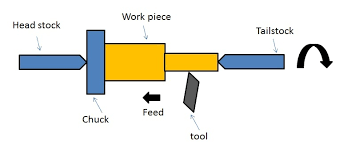 Work piece
Head stock
Tailstock
Feed
Chuck
tool